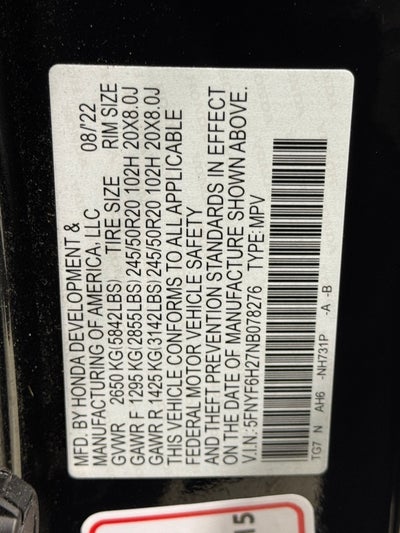 MFD. BY HONDA DEVELOPMENT & 08/22
MANUFACTURING OF AMERICA, LLC
GVWR 2650 KG(5842LBS) TIRE SIZE RIM SIZE
GAWR F 1295 KG(2855LBS) 245/50R20 102H 20X8.0J
GAWR R 1425 KG(3142LBS) 245/50R20 102H 20X8.0J
THIS VEHICLE CONFORMS TO ALL APPLICABLE
FEDERAL MOTOR VEHICLE SAFETY
AND THEFT PREVENTION STANDARDS IN EFFECT
ON THE DATE OF MANUFACTURE SHOWN ABOVE.
V.I.N.:5FNYF6H27NB078276 TYPE: MPV
TG7 N AH6 -NH731P -A -B
15